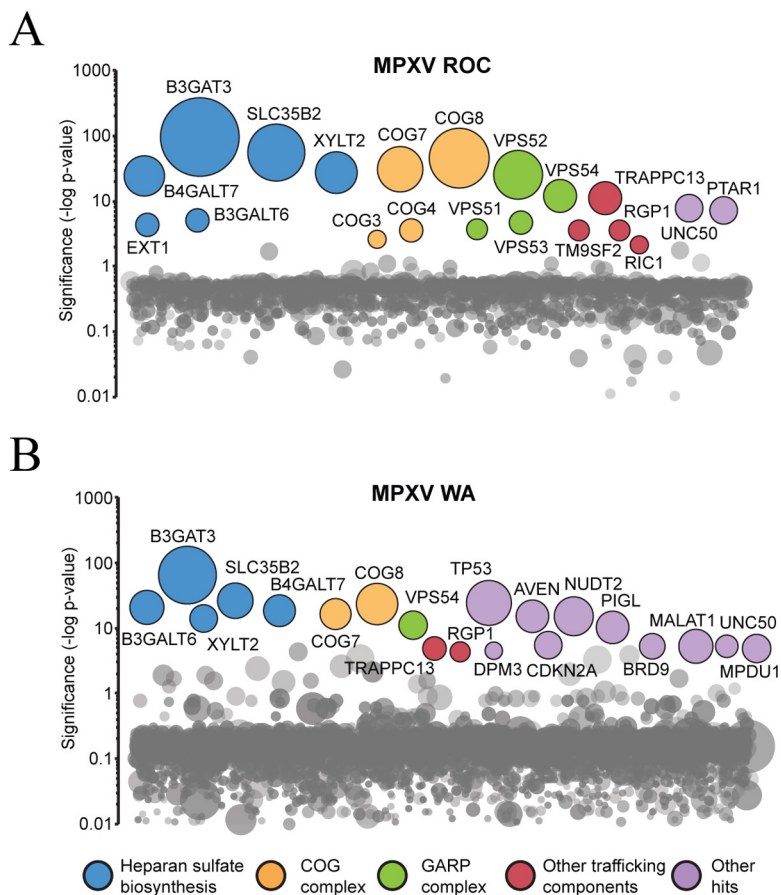 A
MPXV ROC
1000
100
10
1
0.1
0.01
Significance (-log p-value)
B3GAT3
SLC35B2
XYLT2
COG7
COG8
VPS52
VPS54
TRAPPC13
PTAR1
B4GALT7
B3GALT6
EXT1
COG3
COG4
VPS51
VPS53
TM9SF2
RGP1
RIC1
UNC50
B
MPXV WA
1000
100
10
1
0.1
0.01
Significance (-log p-value)
B3GAT3
SLC35B2
B4GALT7
COG8
VPS54
TP53
AVEN
NUDT2
PIGL
MALAT1
UNC50
B3GALT6
XYLT2
COG7
TRAPPC13
RGP1
DPM3
CDKN2A
BRD9
MPDU1
Heparan sulfate
biosynthesis
COG
complex
GARP
complex
Other trafficking
components
Other
hits